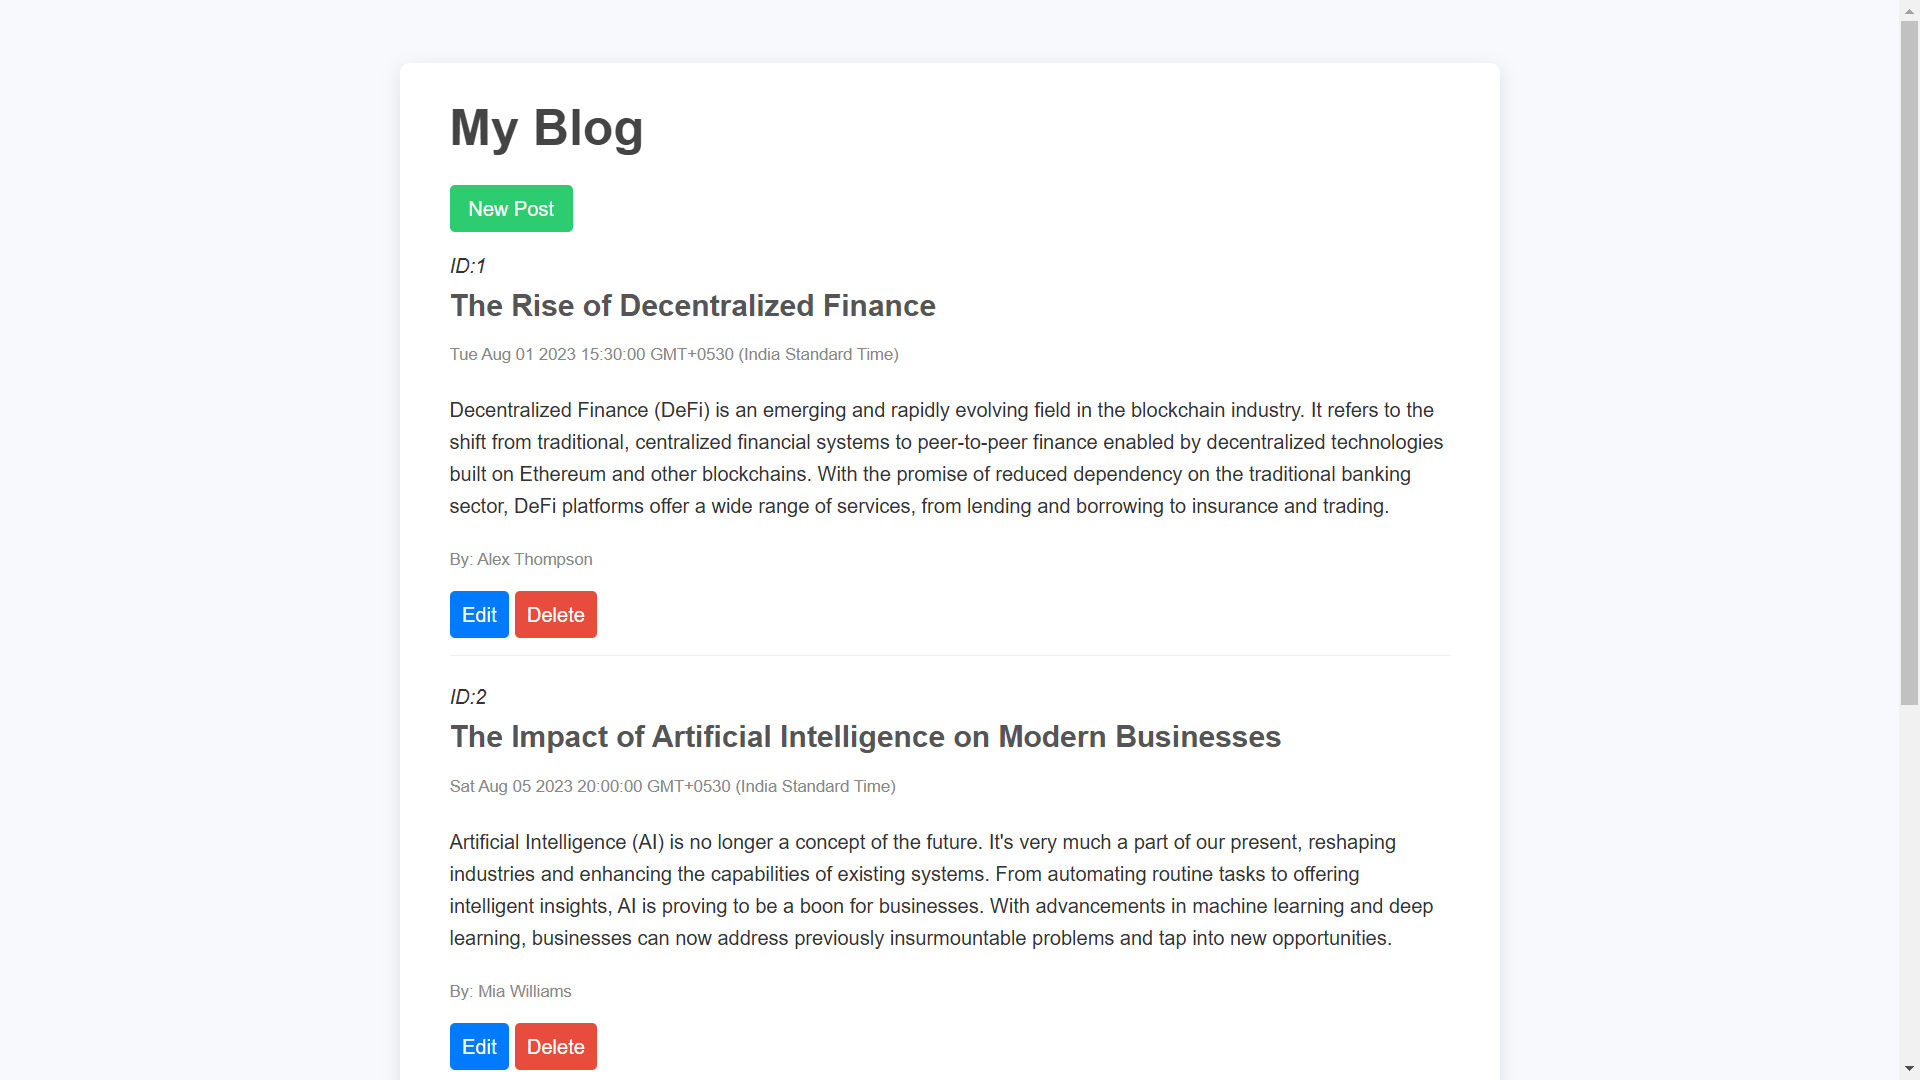 My Blog
New Post
ID:1
The Rise of Decentralized Finance
Tue Aug 01 2023 15:30:00 GMT+0530 (India Standard Time)
Decentralized Finance (DeFi) is an emerging and rapidly evolving field in the blockchain industry. It refers to the
shift from traditional, centralized financial systems to peer-to-peer finance enabled by decentralized technologies
built on Ethereum and other blockchains. With the promise of reduced dependency on the traditional banking
sector, DeFi platforms offer a wide range of services, from lending and borrowing to insurance and trading.
By: Alex Thompson
Edit Delete
ID:2
The Impact of Artificial Intelligence on Modern Businesses
Sat Aug 05 2023 20:00:00 GMT+0530 (India Standard Time)
Artificial Intelligence (AI) is no longer a concept of the future. It's very much a part of our present, reshaping
industries and enhancing the capabilities of existing systems. From automating routine tasks to offering
intelligent insights, AI is proving to be a boon for businesses. With advancements in machine learning and deep
learning, businesses can now address previously insurmountable problems and tap into new opportunities.
By: Mia Williams
Edit Delete